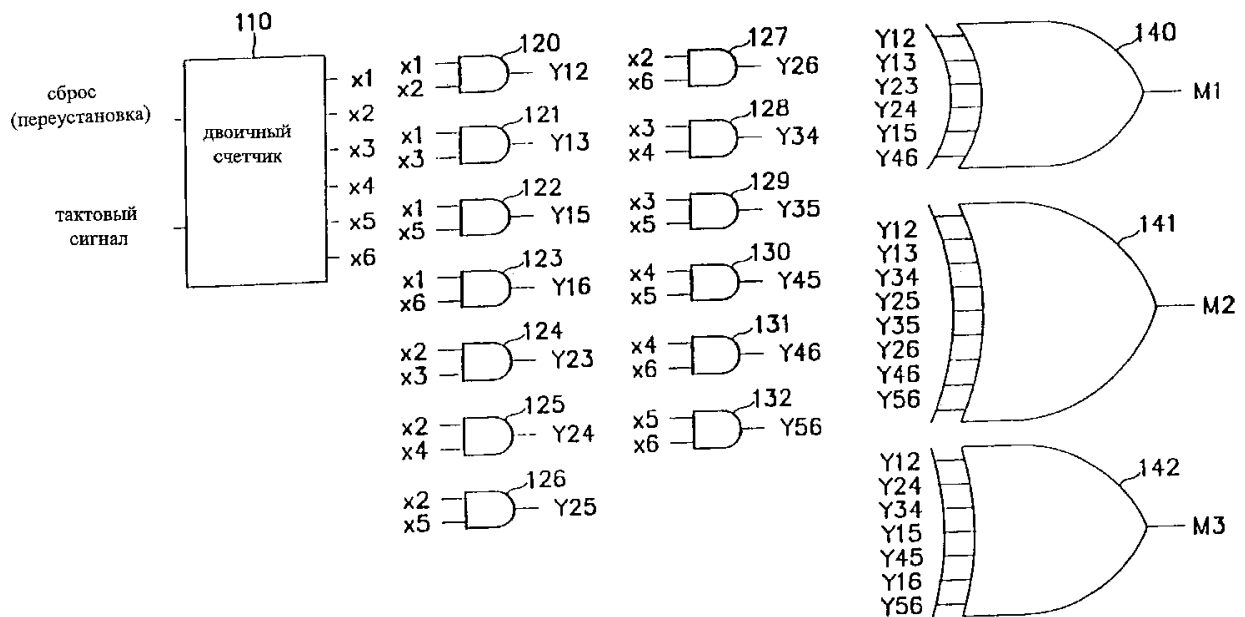 110
сброс
(переустановка)
двоичный
счетчик
тактовый
сигнал
x1
x2
x3
x4
x5
x6
120
x1
x2
Y12
121
x1
x3
Y13
122
x1
x5
Y15
123
x1
x6
Y16
124
x2
x3
Y23
125
x2
x4
Y24
126
x2
x5
Y25
127
x2
x6
Y26
128
x3
x4
Y34
129
x3
x5
Y35
130
x4
x5
Y45
131
x4
x6
Y46
132
x5
x6
Y56
140
Y12
Y13
Y23
Y24
Y15
Y46
M1
141
Y12
Y13
Y34
Y25
Y35
Y26
Y46
Y56
M2
142
Y12
Y24
Y34
Y15
Y45
Y16
Y56
M3